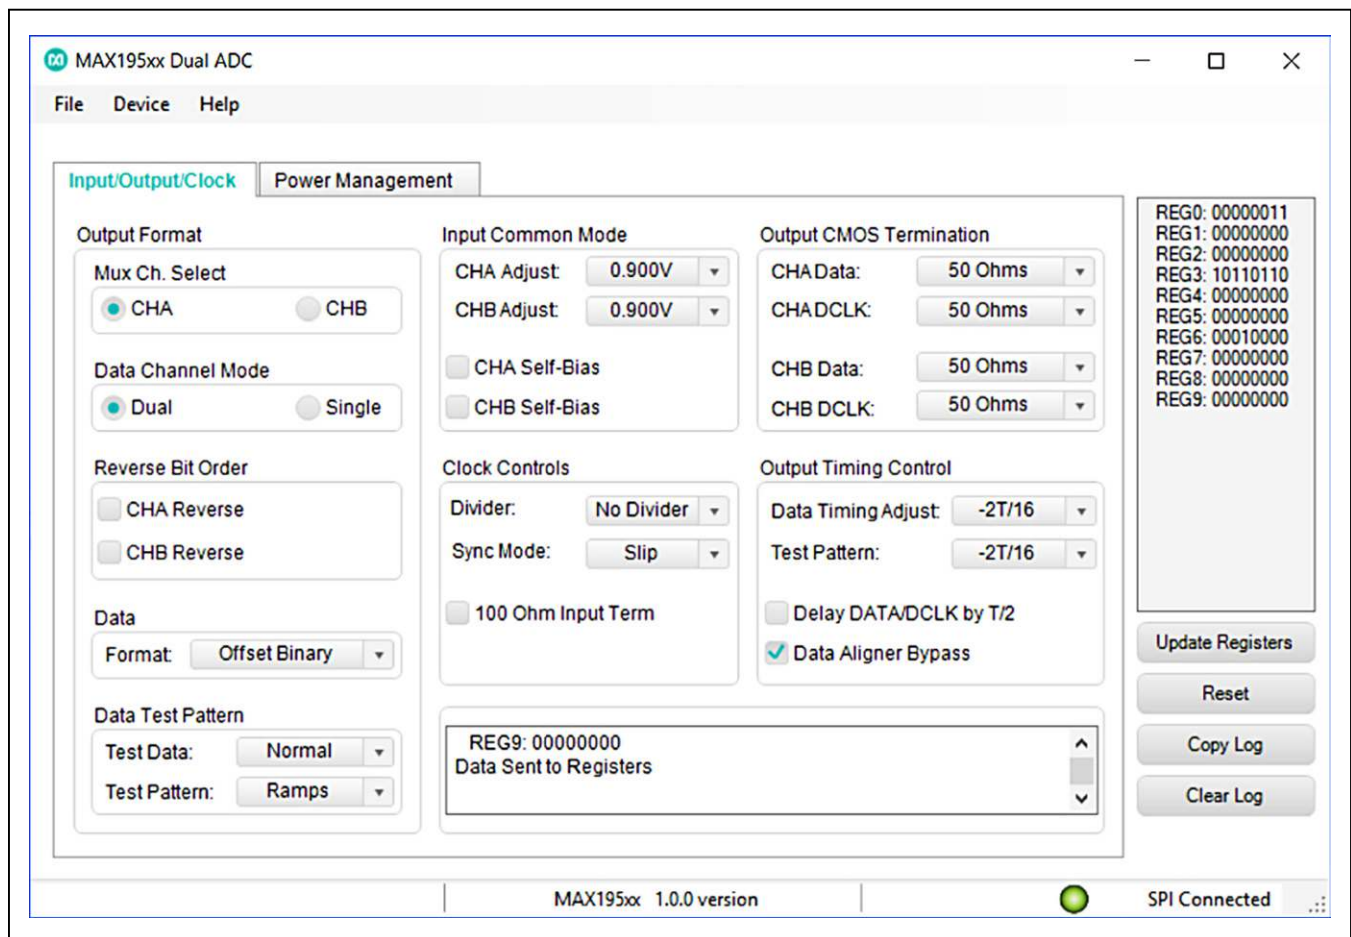 MAX195xx Dual ADC
File Device Help
Input/Output/Clock Power Management
Output Format
Mux Ch. Select
CHA CHB
Data Channel Mode
Dual Single
Reverse Bit Order
CHA Reverse
CHB Reverse
Data
Format: Offset Binary
Data Test Pattern
Test Data: Normal
Test Pattern: Ramps
Input Common Mode
CHA Adjust: 0.900V
CHB Adjust: 0.900V
CHA Self-Bias
CHB Self-Bias
Clock Controls
Divider: No Divider
Sync Mode: Slip
100 Ohm Input Term
Output CMOS Termination
CHA Data: 50 Ohms
CHA DCLK: 50 Ohms
CHB Data: 50 Ohms
CHB DCLK: 50 Ohms
Output Timing Control
Data Timing Adjust: -2T/16
Test Pattern: -2T/16
Delay DATA/DCLK by T/2
Data Aligner Bypass
REG9: 00000000
Data Sent to Registers
REG0: 00000011
REG1: 00000000
REG2: 00000000
REG3: 10110110
REG4: 00000000
REG5: 00000000
REG6: 00010000
REG7: 00000000
REG8: 00000000
REG9: 00000000
Update Registers
Reset
Copy Log
Clear Log
MAX195xx 1.0.0 version
SPI Connected